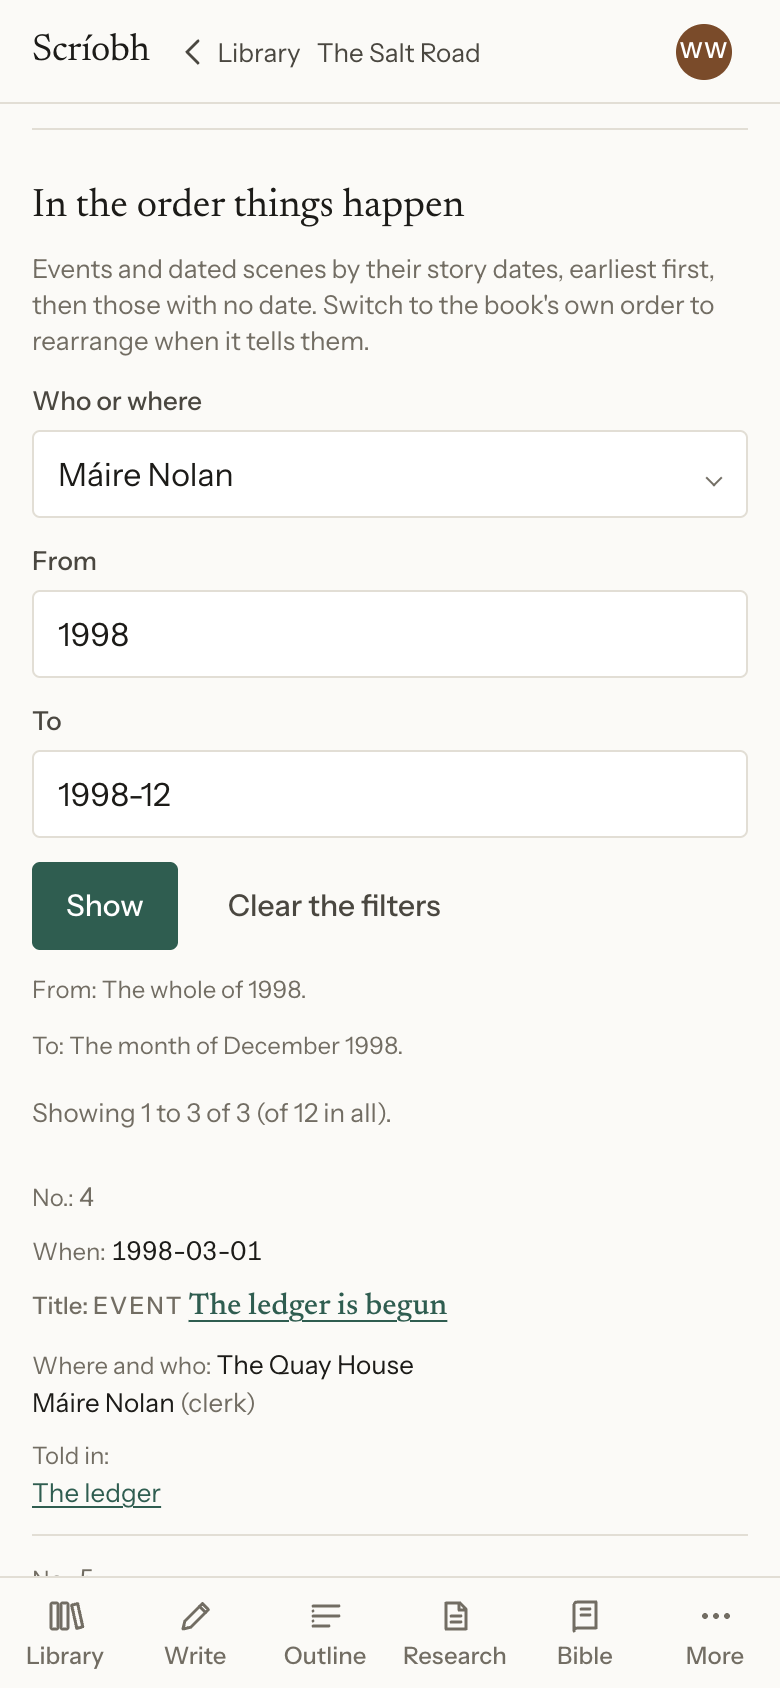 Scríobh
Library The Salt Road
WW
In the order things happen
Events and dated scenes by their story dates, earliest first,
then those with no date. Switch to the book's own order to
rearrange when it tells them.
Who or where
Máire Nolan
From
1998
To
1998-12
Show
Clear the filters
From: The whole of 1998.
To: The month of December 1998.
Showing 1 to 3 of 3 (of 12 in all).
No.: 4
When: 1998-03-01
Title: EVENT The ledger is begun
Where and who: The Quay House
Máire Nolan (clerk)
Told in:
The ledger
Library
Write
Outline
Research
Bible
More